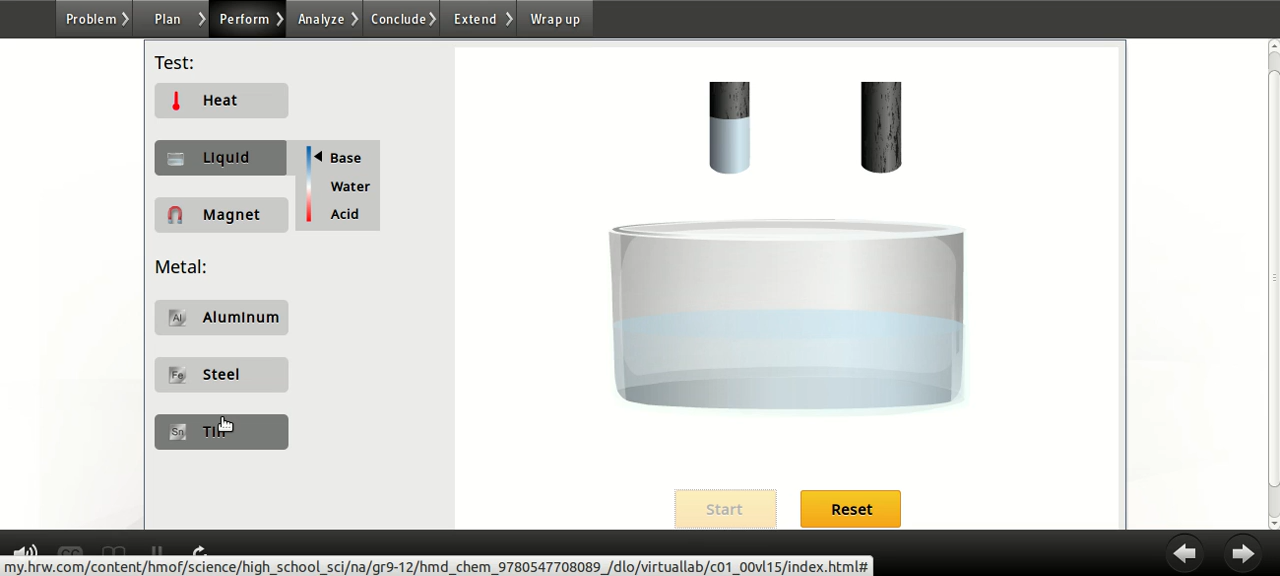 Problem
Plan
Perform
Analyze
Conclude
Extend
Wrap up
Test:
Heat
Liquid
Base
Water
Acid
Magnet
Metal:
Al Aluminum
Fe Steel
Sn Tin
Start
Reset
my.hrw.com/content/hmof/science/high_school_sci/na/gr9-12/hmd_chem_9780547708089_/dlo/virtuallab/c01_00vl15/index.html#